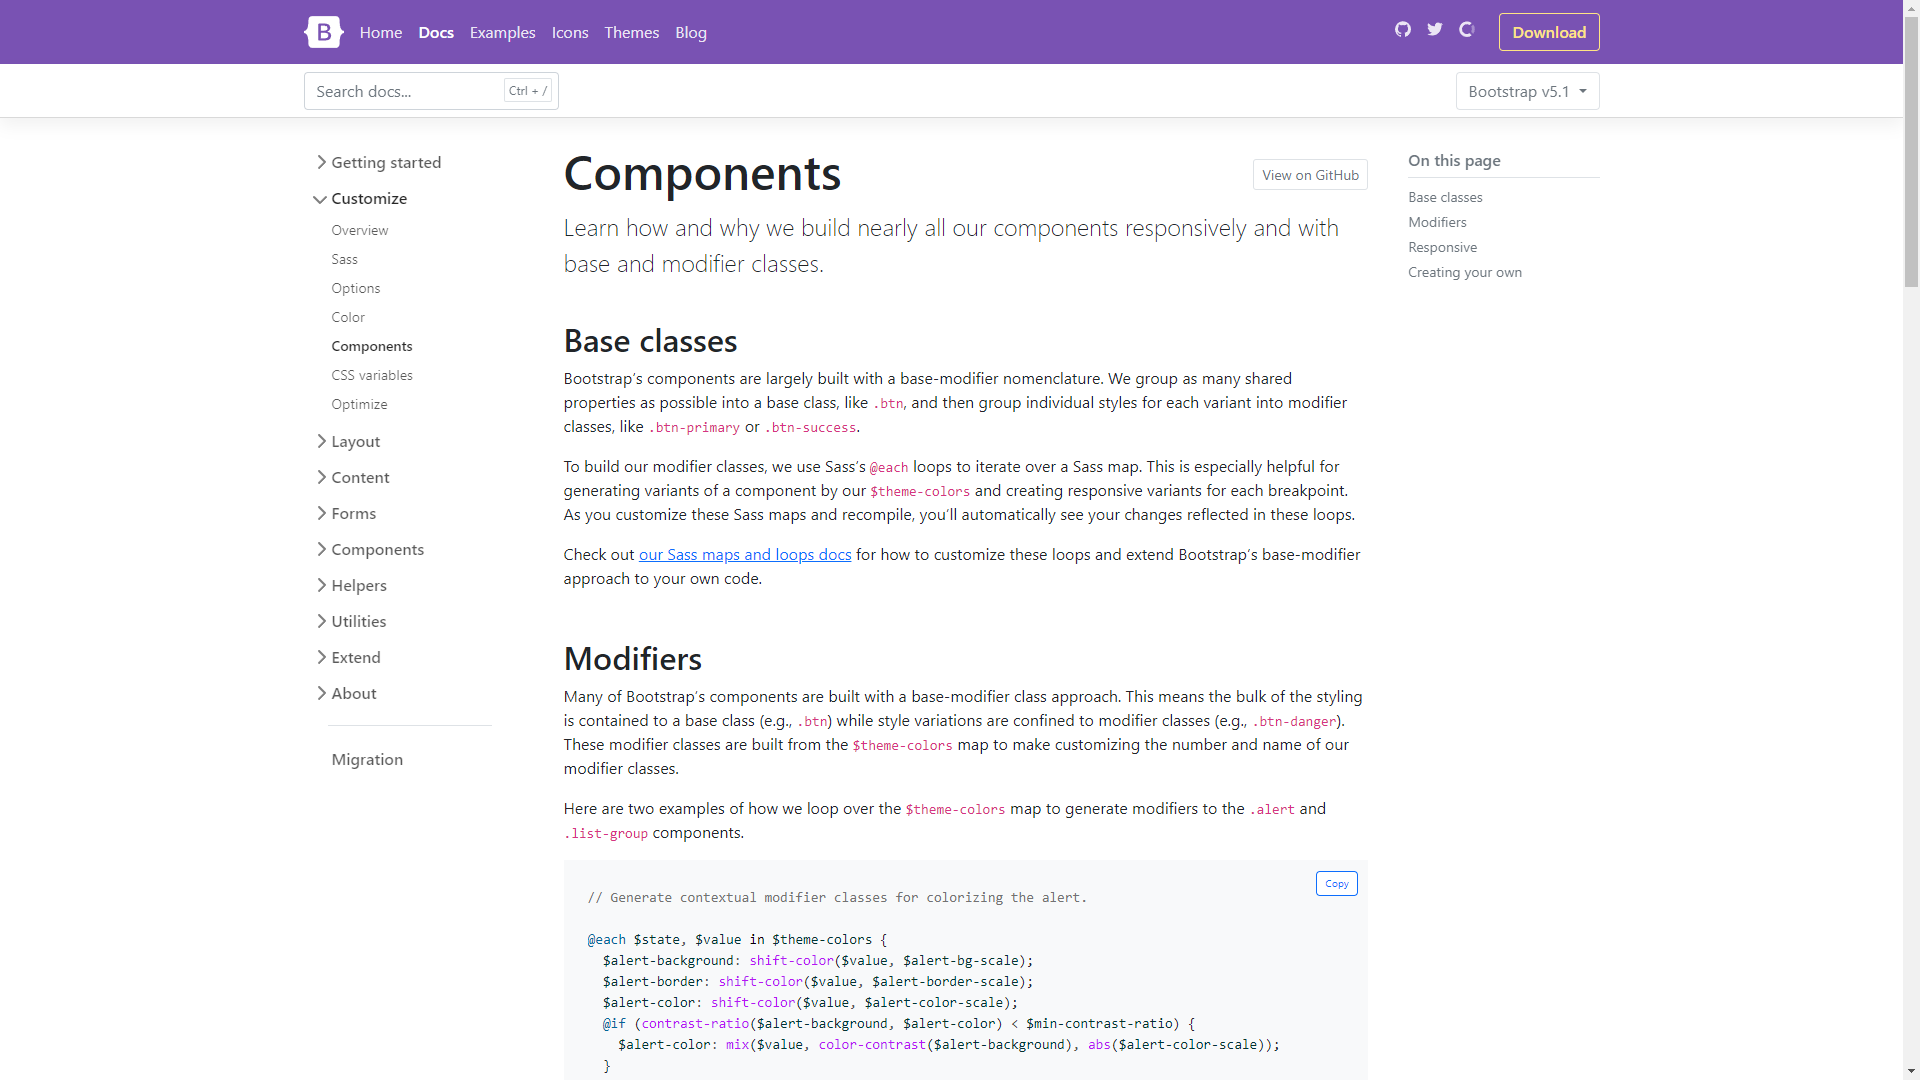 B Home Docs Examples Icons Themes Blog Download
Search docs... Ctrl + / Bootstrap v5.1
Getting started
Customize
Overview
Sass
Options
Color
Components
CSS variables
Optimize
Layout
Content
Forms
Components
Helpers
Utilities
Extend
About
Migration
Components
View on GitHub
Learn how and why we build nearly all our components responsively and with
base and modifier classes.
Base classes
Bootstrap’s components are largely built with a base-modifier nomenclature. We group as many shared
properties as possible into a base class, like .btn, and then group individual styles for each variant into modifier
classes, like .btn-primary or .btn-success.
To build our modifier classes, we use Sass’s @each loops to iterate over a Sass map. This is especially helpful for
generating variants of a component by our $theme-colors and creating responsive variants for each breakpoint.
As you customize these Sass maps and recompile, you’ll automatically see your changes reflected in these loops.
Check out our Sass maps and loops docs for how to customize these loops and extend Bootstrap’s base-modifier
approach to your own code.
Modifiers
Many of Bootstrap’s components are built with a base-modifier class approach. This means the bulk of the styling
is contained to a base class (e.g., .btn) while style variations are confined to modifier classes (e.g., .btn-danger).
These modifier classes are built from the $theme-colors map to make customizing the number and name of our
modifier classes.
Here are two examples of how we loop over the $theme-colors map to generate modifiers to the .alert and
.list-group components.
Copy
// Generate contextual modifier classes for colorizing the alert.
@each $state, $value in $theme-colors {
$alert-background: shift-color($value, $alert-bg-scale);
$alert-border: shift-color($value, $alert-border-scale);
$alert-color: shift-color($value, $alert-color-scale);
@if (contrast-ratio($alert-background, $alert-color) < $min-contrast-ratio) {
$alert-color: mix($value, color-contrast($alert-background), abs($alert-color-scale));
}
On this page
Base classes
Modifiers
Responsive
Creating your own